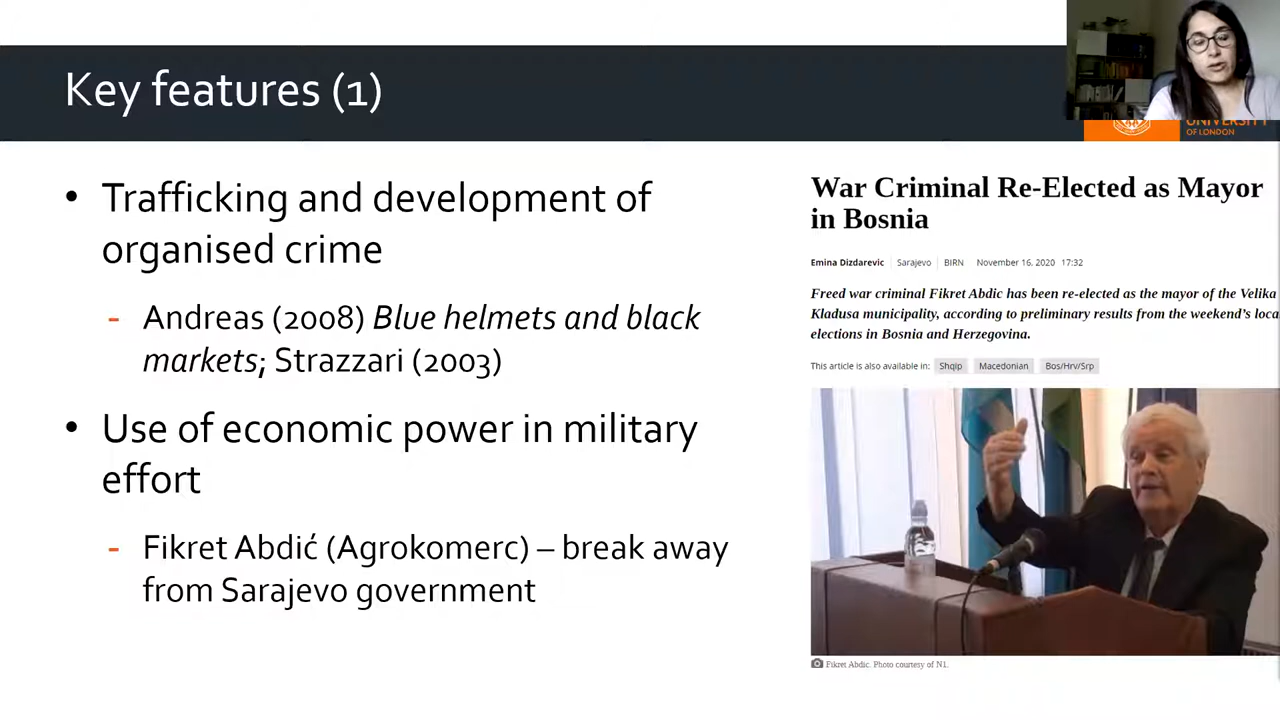 Key features (1)
UNIVERSITY
OF LONDON
• Trafficking and development of
organised crime
- Andreas (2008) Blue helmets and black
markets; Strazzari (2003)
• Use of economic power in military
effort
- Fikret Abdić (Agrokomerc) – break away
from Sarajevo government
War Criminal Re-Elected as Mayor
in Bosnia
Emina Dizdarevic | Sarajevo | BIRN November 16, 2020 17:32
Freed war criminal Fikret Abdic has been re-elected as the mayor of the Velika
Kladusa municipality, according to preliminary results from the weekend's loca
elections in Bosnia and Herzegovina.
This article is also available in: Shqip Macedonian Bos/Hrv/Srp
Fikret Abdic. Photo courtesy of N1.